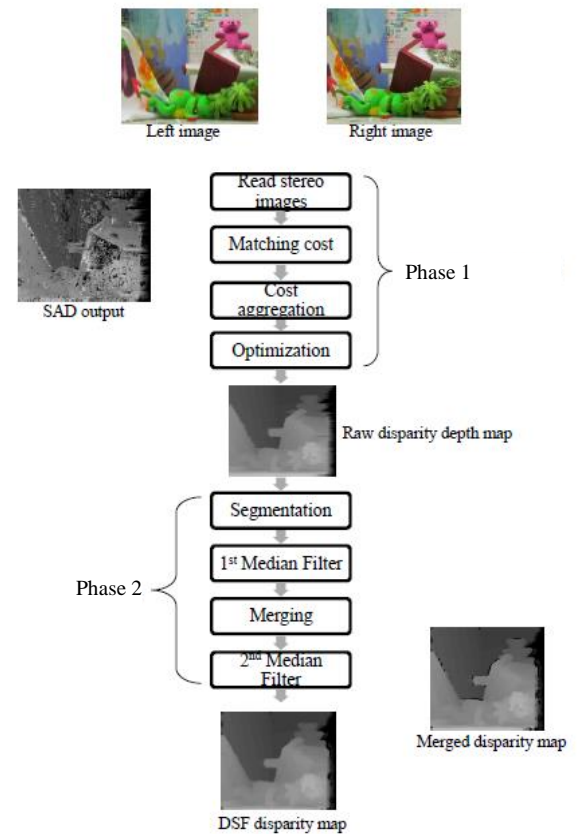 Left image
Right image
Read stereo
images
Matching cost
Phase 1
SAD output
Cost
aggregation
Optimization
Raw disparity depth map
Segmentation
1st Median Filter
Phase 2
Merging
2nd Median
Filter
Merged disparity map
DSF disparity map